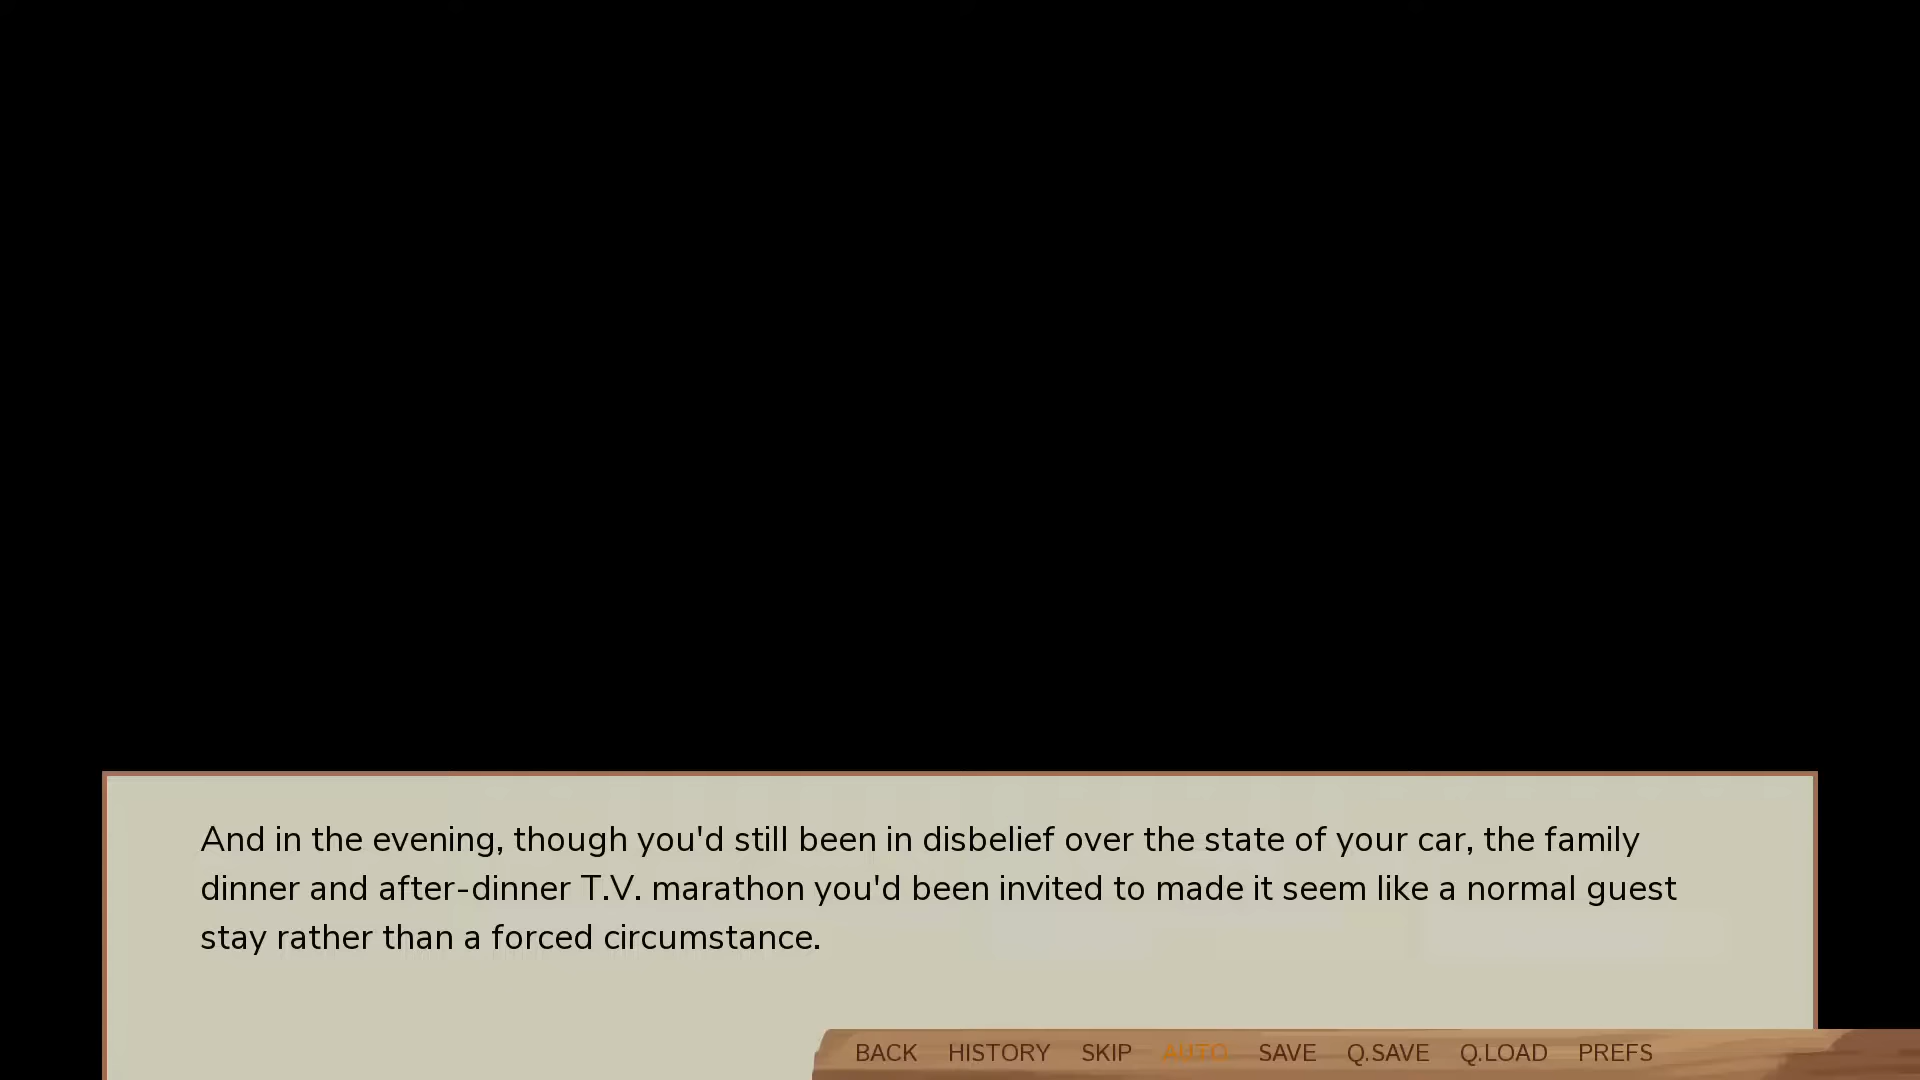 And in the evening, though you'd still been in disbelief over the state of your car, the family
dinner and after-dinner T.V. marathon you'd been invited to made it seem like a normal guest
stay rather than a forced circumstance.
BACK HISTORY SKIP AUTO SAVE Q.SAVE Q.LOAD PREFS